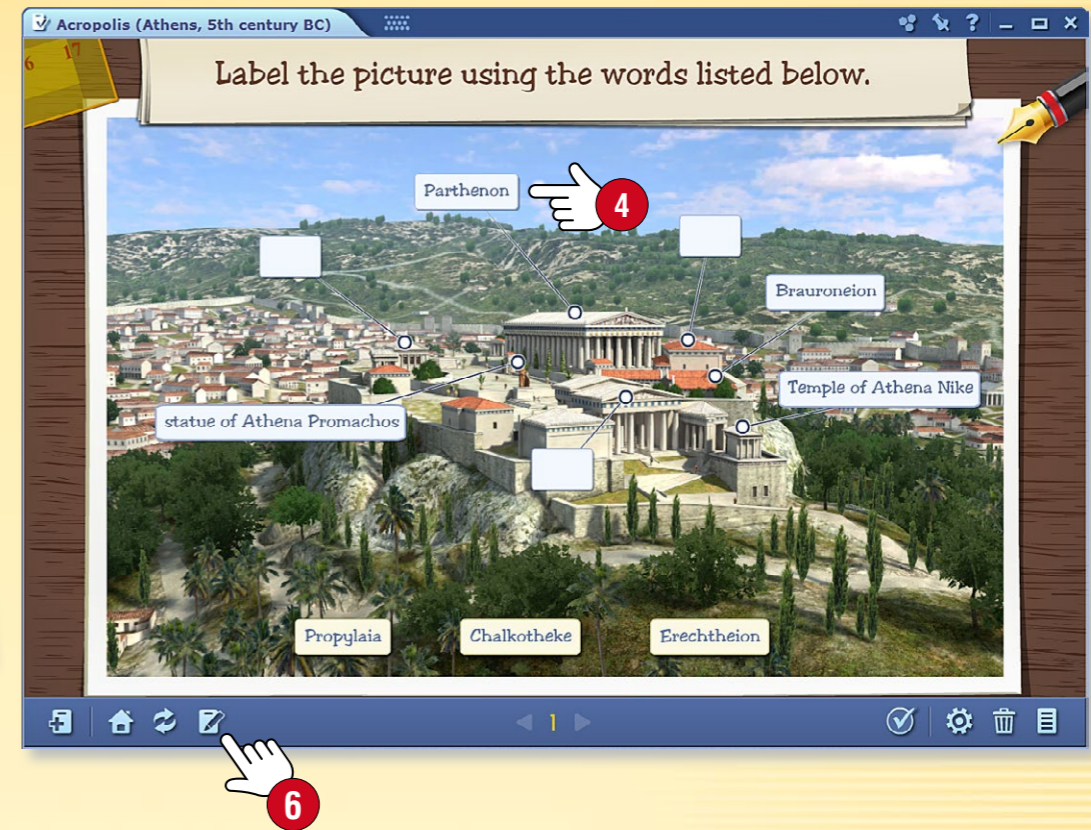 Acropolis (Athens, 5th century BC)
?
6 17
Label the picture using the words listed below.
Parthenon
4
Brauroneion
Temple of Athena Nike
statue of Athena Promachos
Propylaia
Chalkotheke
Erechtheion
1
6